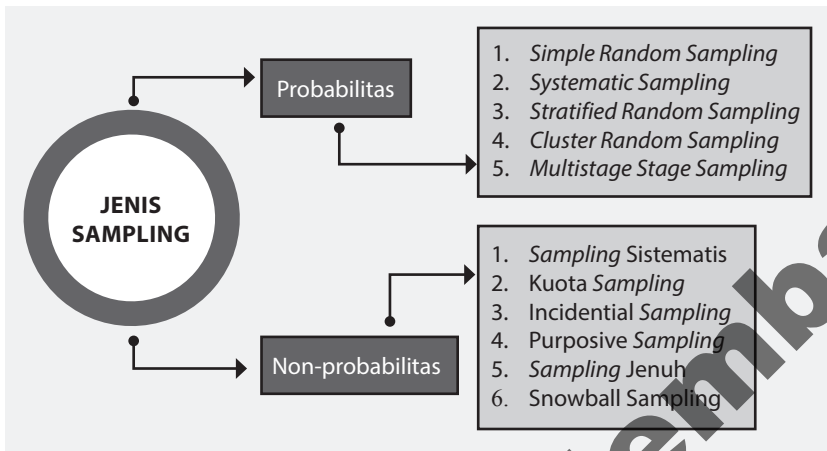 JENIS
SAMPLING
Probabilitas
1. Simple Random Sampling
2. Systematic Sampling
3. Stratified Random Sampling
4. Cluster Random Sampling
5. Multistage Stage Sampling
Non-probabilitas
1. Sampling Sistematis
2. Kuota Sampling
3. Incidential Sampling
4. Purposive Sampling
5. Sampling Jenuh
6. Snowball Sampling